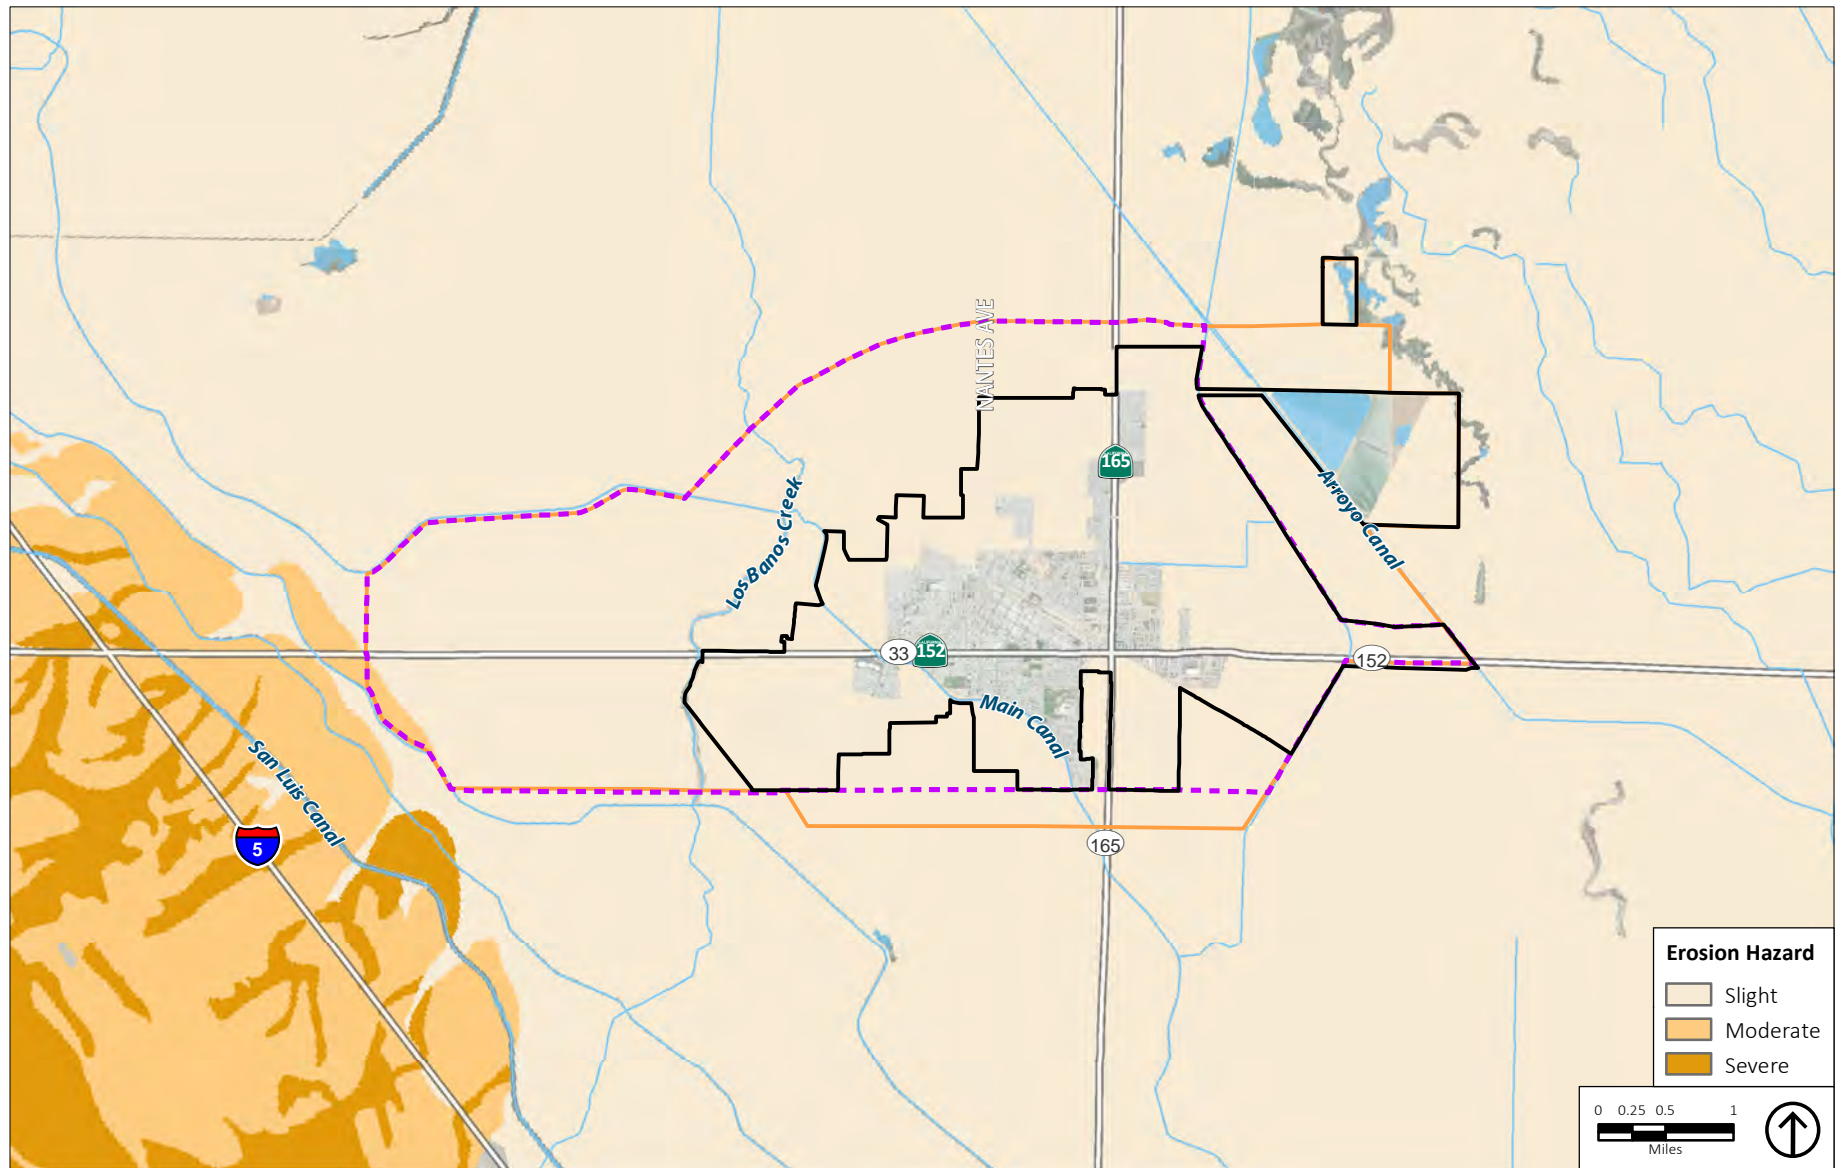 NANTES AVE
165
Arroyo Canal
Los Banos Creek
33
152
152
Main Canal
San Luis Canal
5
165
Erosion Hazard
Slight
Moderate
Severe
0 0.25 0.5 1
Miles